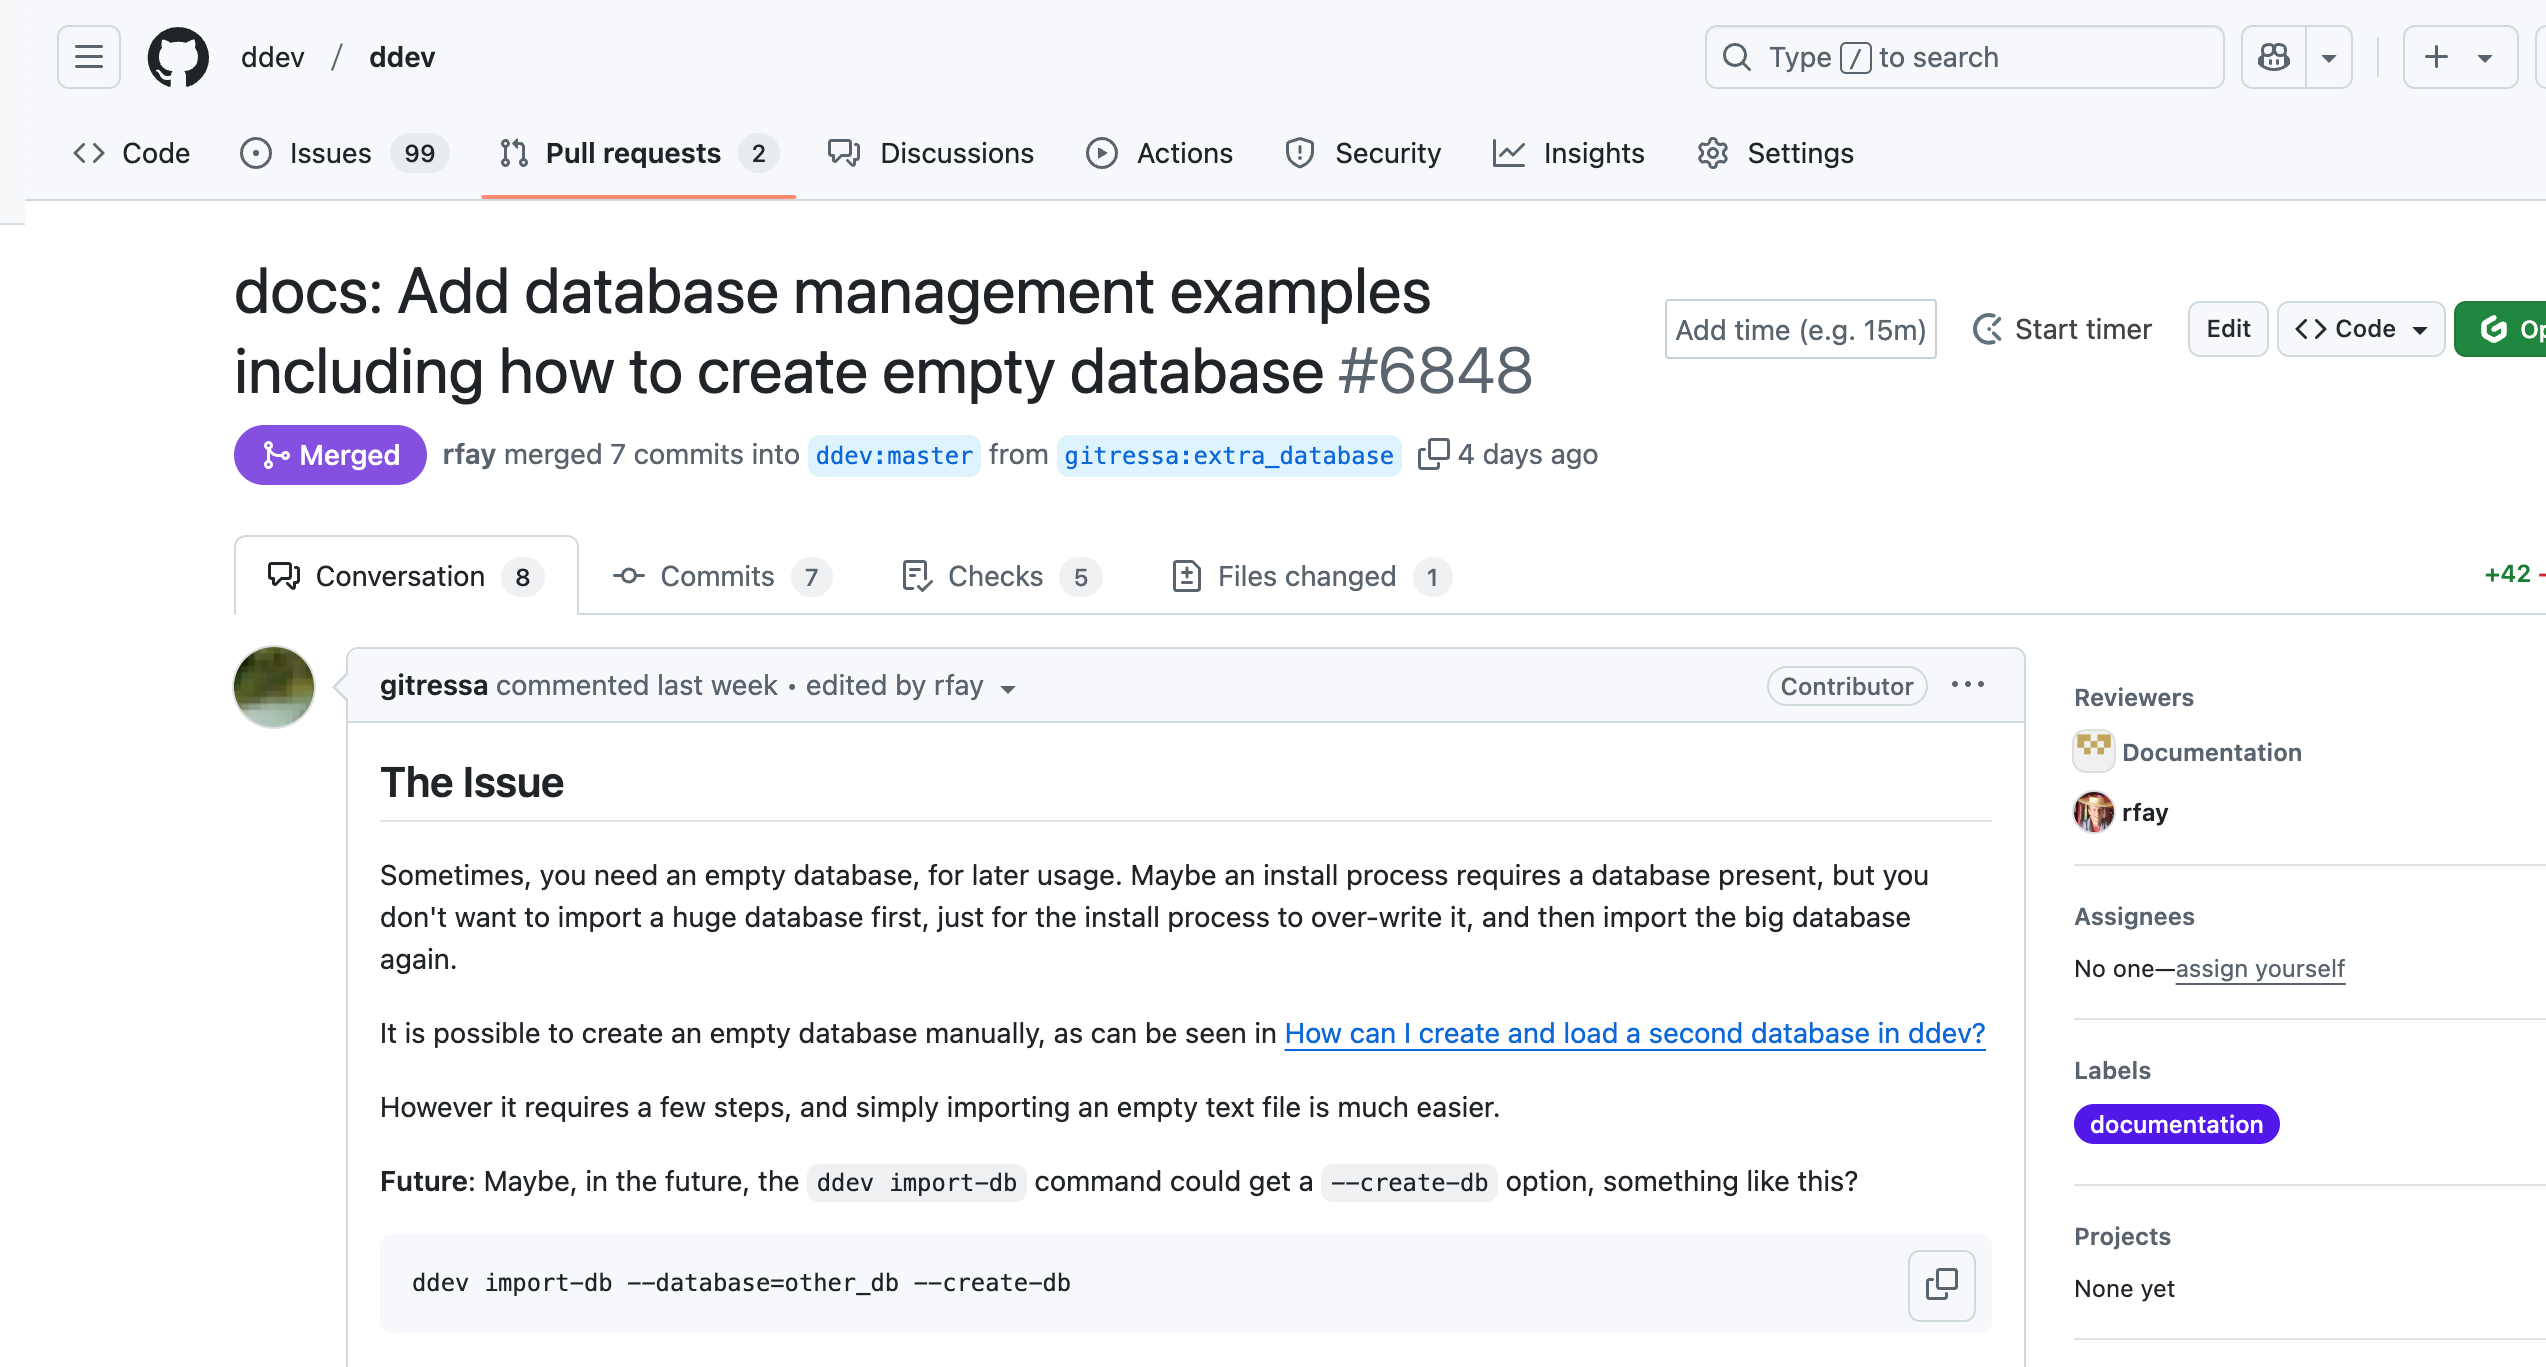 ddev / ddev
Type / to search
Code
Issues 99
Pull requests 2
Discussions
Actions
Security
Insights
Settings
docs: Add database management examples
including how to create empty database #6848
Add time (e.g. 15m)
Start timer
Edit
Code
Merged
rfay merged 7 commits into ddev:master from gitressa:extra_database 4 days ago
Conversation 8
Commits 7
Checks 5
Files changed 1
+42
gitressa commented last week • edited by rfay
Contributor
The Issue
Sometimes, you need an empty database, for later usage. Maybe an install process requires a database present, but you
don't want to import a huge database first, just for the install process to over-write it, and then import the big database
again.
It is possible to create an empty database manually, as can be seen in How can I create and load a second database in ddev?
However it requires a few steps, and simply importing an empty text file is much easier.
Future: Maybe, in the future, the ddev import-db command could get a --create-db option, something like this?
ddev import-db --database=other_db --create-db
Reviewers
Documentation
rfay
Assignees
No one—assign yourself
Labels
documentation
Projects
None yet